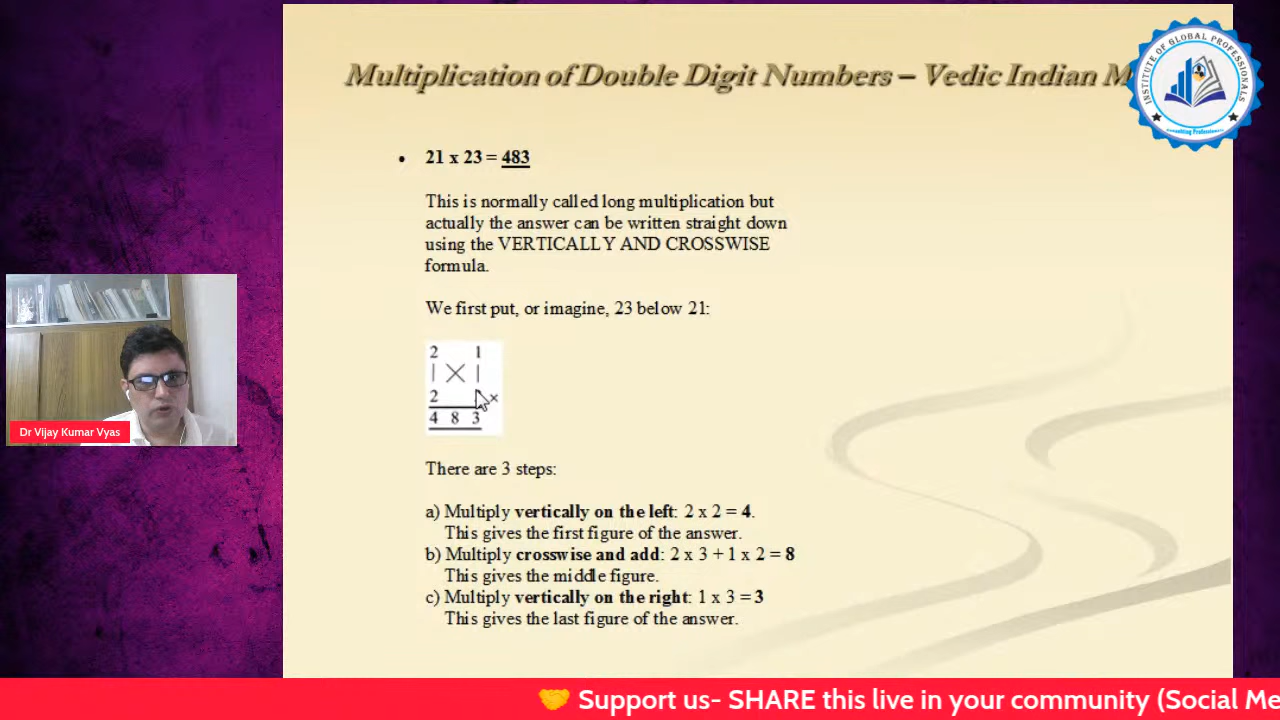 Multiplication of Double Digit Numbers – Vedic Indian M
INSTITUTE OF GLOBAL PROFESSIONALS
Consulting Professionals
• 21 x 23 = 483
This is normally called long multiplication but
actually the answer can be written straight down
using the VERTICALLY AND CROSSWISE
formula.
We first put, or imagine, 23 below 21:
2 1
2 ×
4 8 3
There are 3 steps:
a) Multiply vertically on the left: 2 x 2 = 4.
This gives the first figure of the answer.
b) Multiply crosswise and add: 2 x 3 + 1 x 2 = 8
This gives the middle figure.
c) Multiply vertically on the right: 1 x 3 = 3
This gives the last figure of the answer.
Dr Vijay Kumar Vyas
🤝 Support us- SHARE this live in your community (Social Me